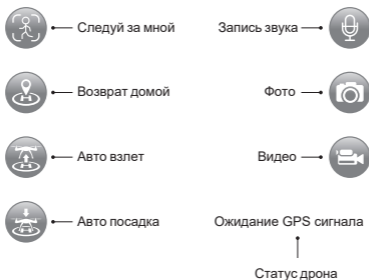 Следуй за мной
Запись звука
Возврат домой
Фото
Авто взлет
Видео
Авто посадка
Ожидание GPS сигнала
Статус дрона